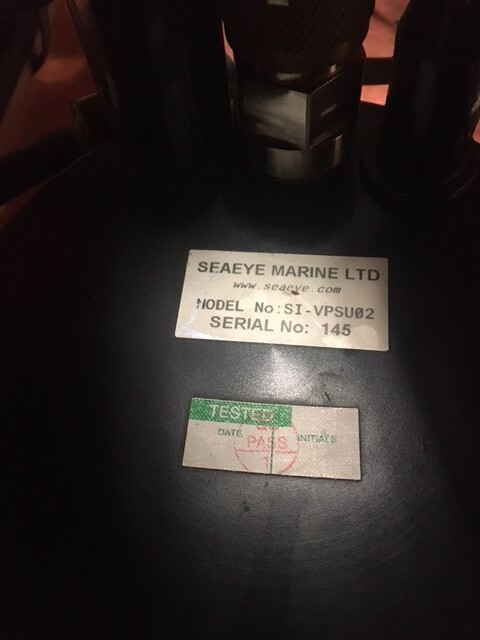 SEAEYE MARINE LTD
www.seaeye.com
MODEL No:SI-VPSU02
SERIAL No: 145
TESTED
DATE
PASS
INITIALS